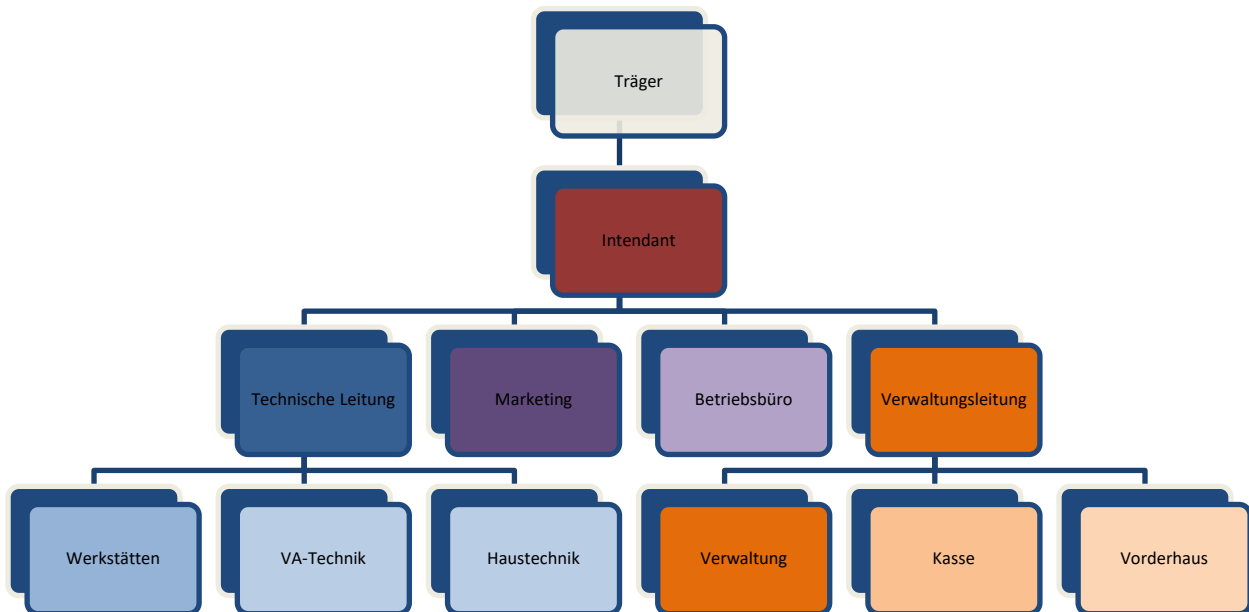 Träger
Intendant
Technische Leitung
Marketing
Betriebsbüro
Verwaltungsleitung
Werkstätten
VA-Technik
Haustechnik
Verwaltung
Kasse
Vorderhaus